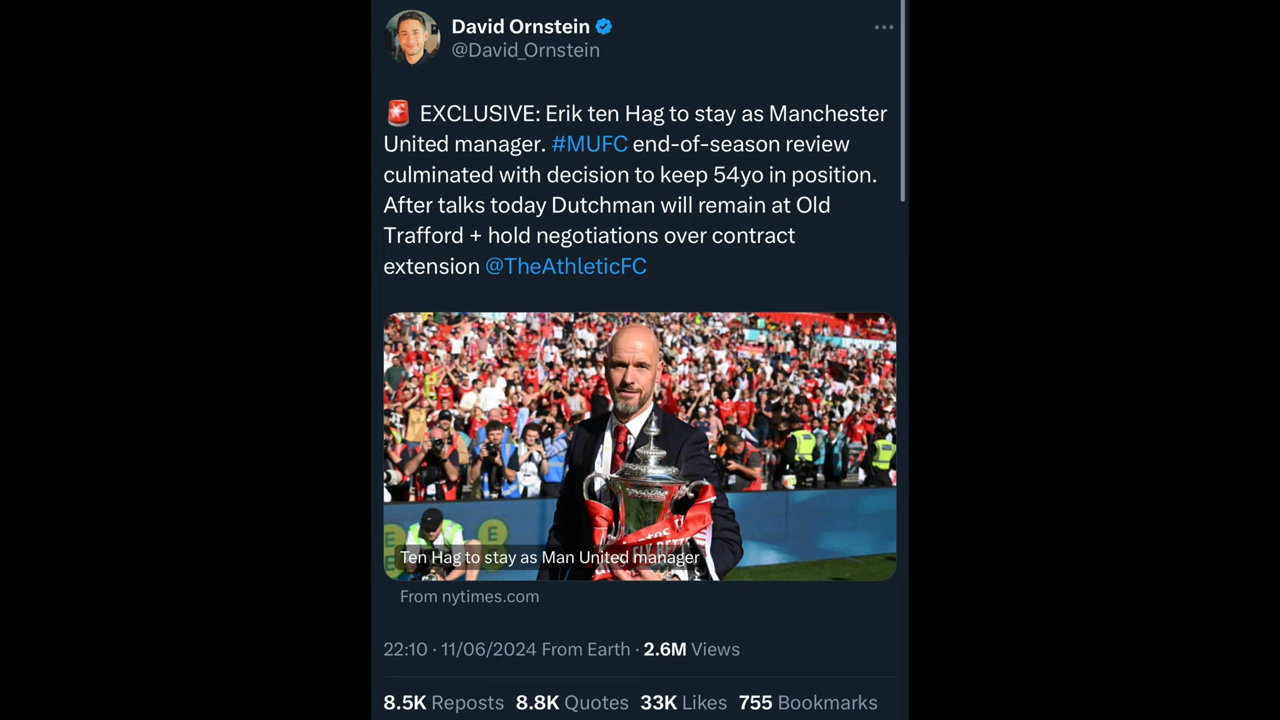 David Ornstein
@David_Ornstein
🚨 EXCLUSIVE: Erik ten Hag to stay as Manchester
United manager. #MUFC end-of-season review
culminated with decision to keep 54yo in position.
After talks today Dutchman will remain at Old
Trafford + hold negotiations over contract
extension @TheAthleticFC
Ten Hag to stay as Man United manager
From nytimes.com
22:10 · 11/06/2024 From Earth · 2.6M Views
8.5K Reposts 8.8K Quotes 33K Likes 755 Bookmarks